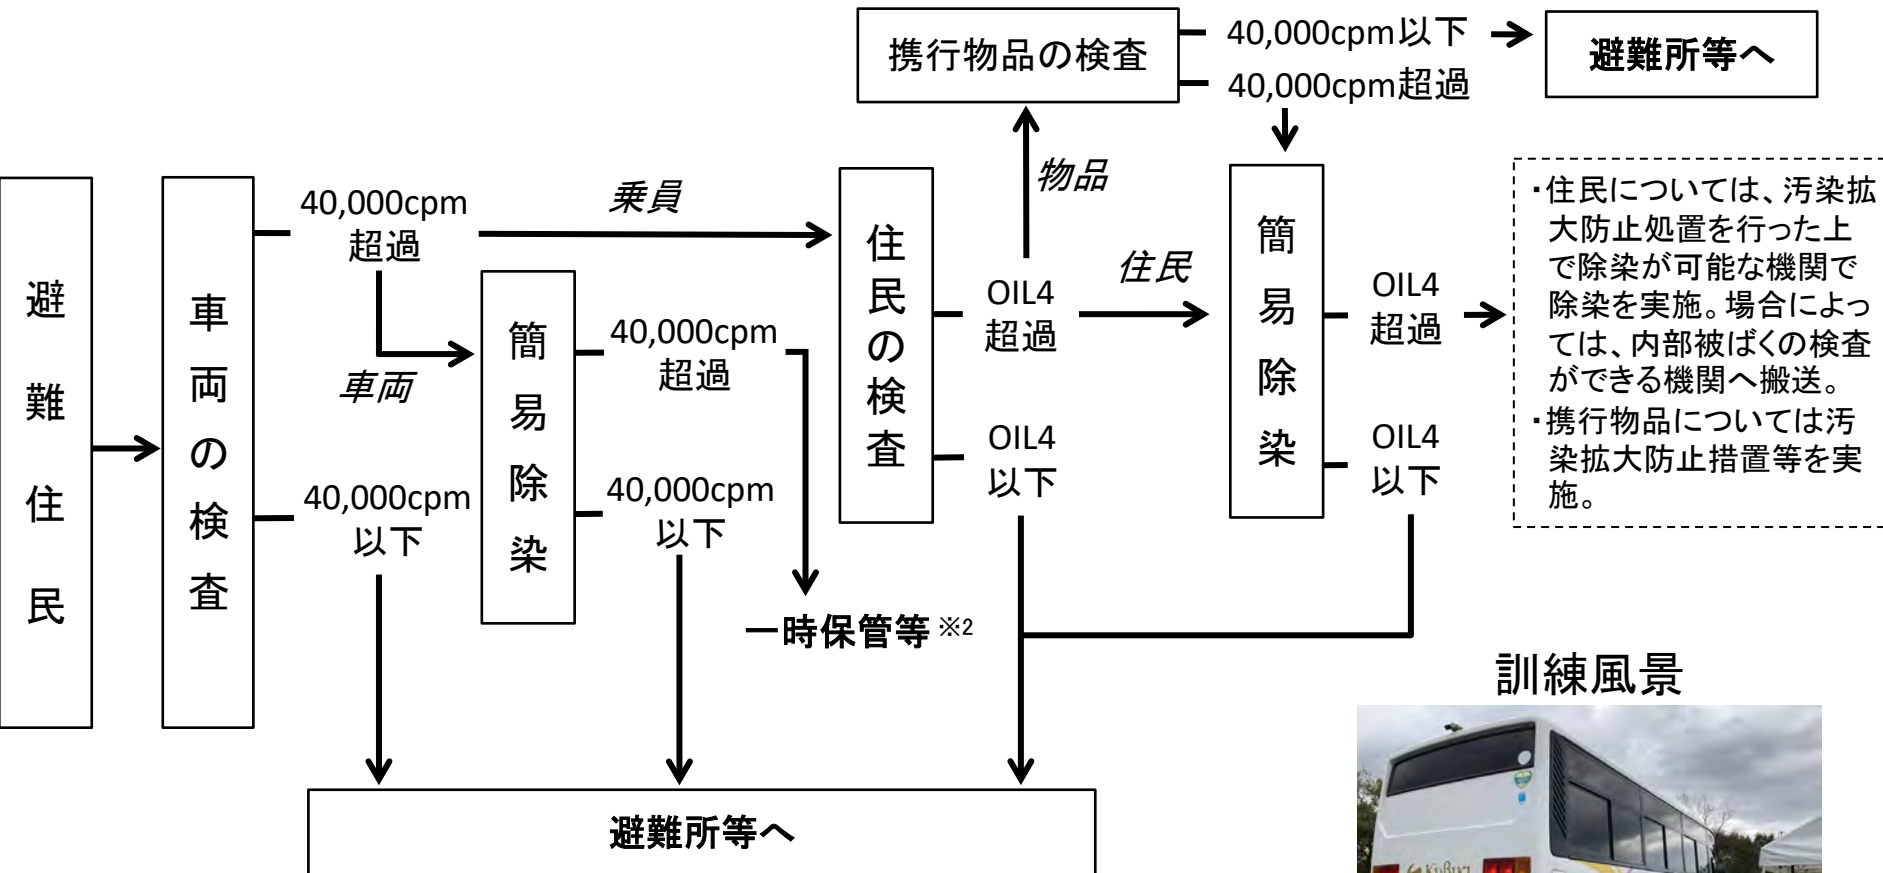 避難住民
車両の検査
40,000cpm
超過
乗員
車両
40,000cpm
以下
簡易除染
40,000cpm
超過
40,000cpm
以下
一時保管等※2
住民の検査
OIL4
超過
OIL4
以下
物品
携行物品の検査
40,000cpm以下
40,000cpm超過
避難所等へ
住民
簡易除染
OIL4
超過
OIL4
以下
・住民については、汚染拡
大防止処置を行った上
で除染が可能な機関で
除染を実施。場合によっ
ては、内部被ばくの検査
ができる機関へ搬送。
・携行物品については汚
染拡大防止措置等を実
施。
避難所等へ
訓練風景
KUBIKI